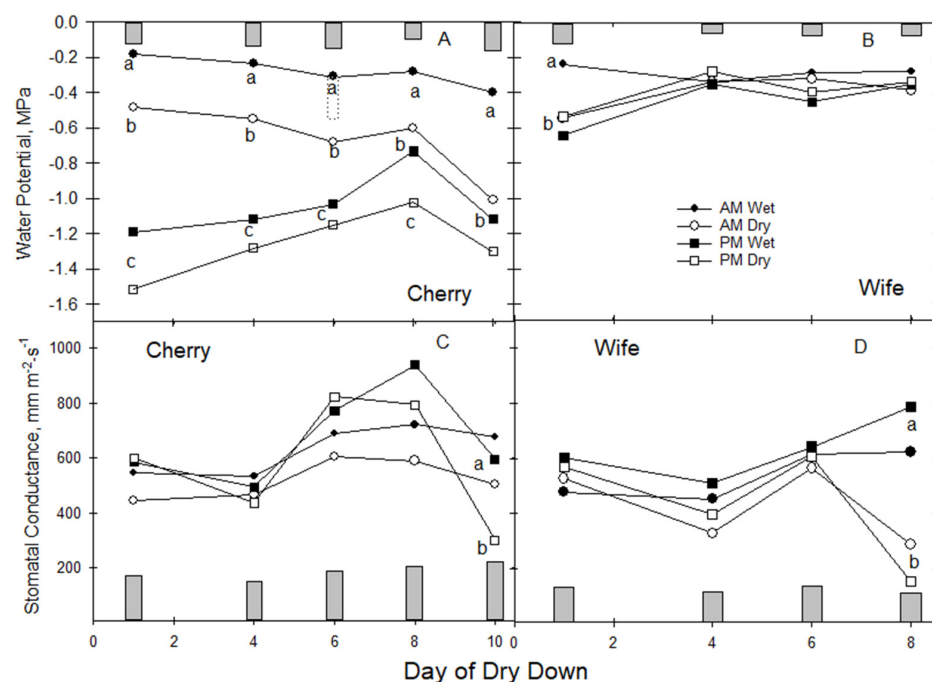 0.0
-0.2
-0.4
-0.6
-0.8
-1.0
-1.2
-1.4
-1.6
Water Potential, MPa
A
a a a a a
b b b b
c c c b b
c c
Cherry
B
a
b
AM Wet
AM Dry
PM Wet
PM Dry
Wife
1000
800
600
400
200
Stomatal Conductance, mm m-2-s-1
Cherry
C
a
b
0 2 4 6 8 10
Wife
D
a
b
0 2 4 6 8
Day of Dry Down